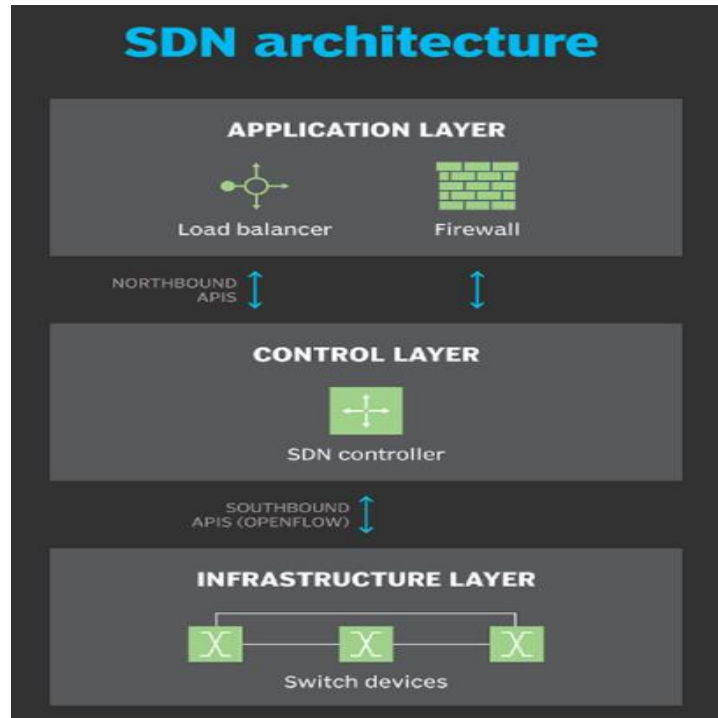 SDN architecture
APPLICATION LAYER
Load balancer
Firewall
NORTHBOUND
APIS
CONTROL LAYER
SDN controller
SOUTHBOUND
APIS (OPENFLOW)
INFRASTRUCTURE LAYER
Switch devices